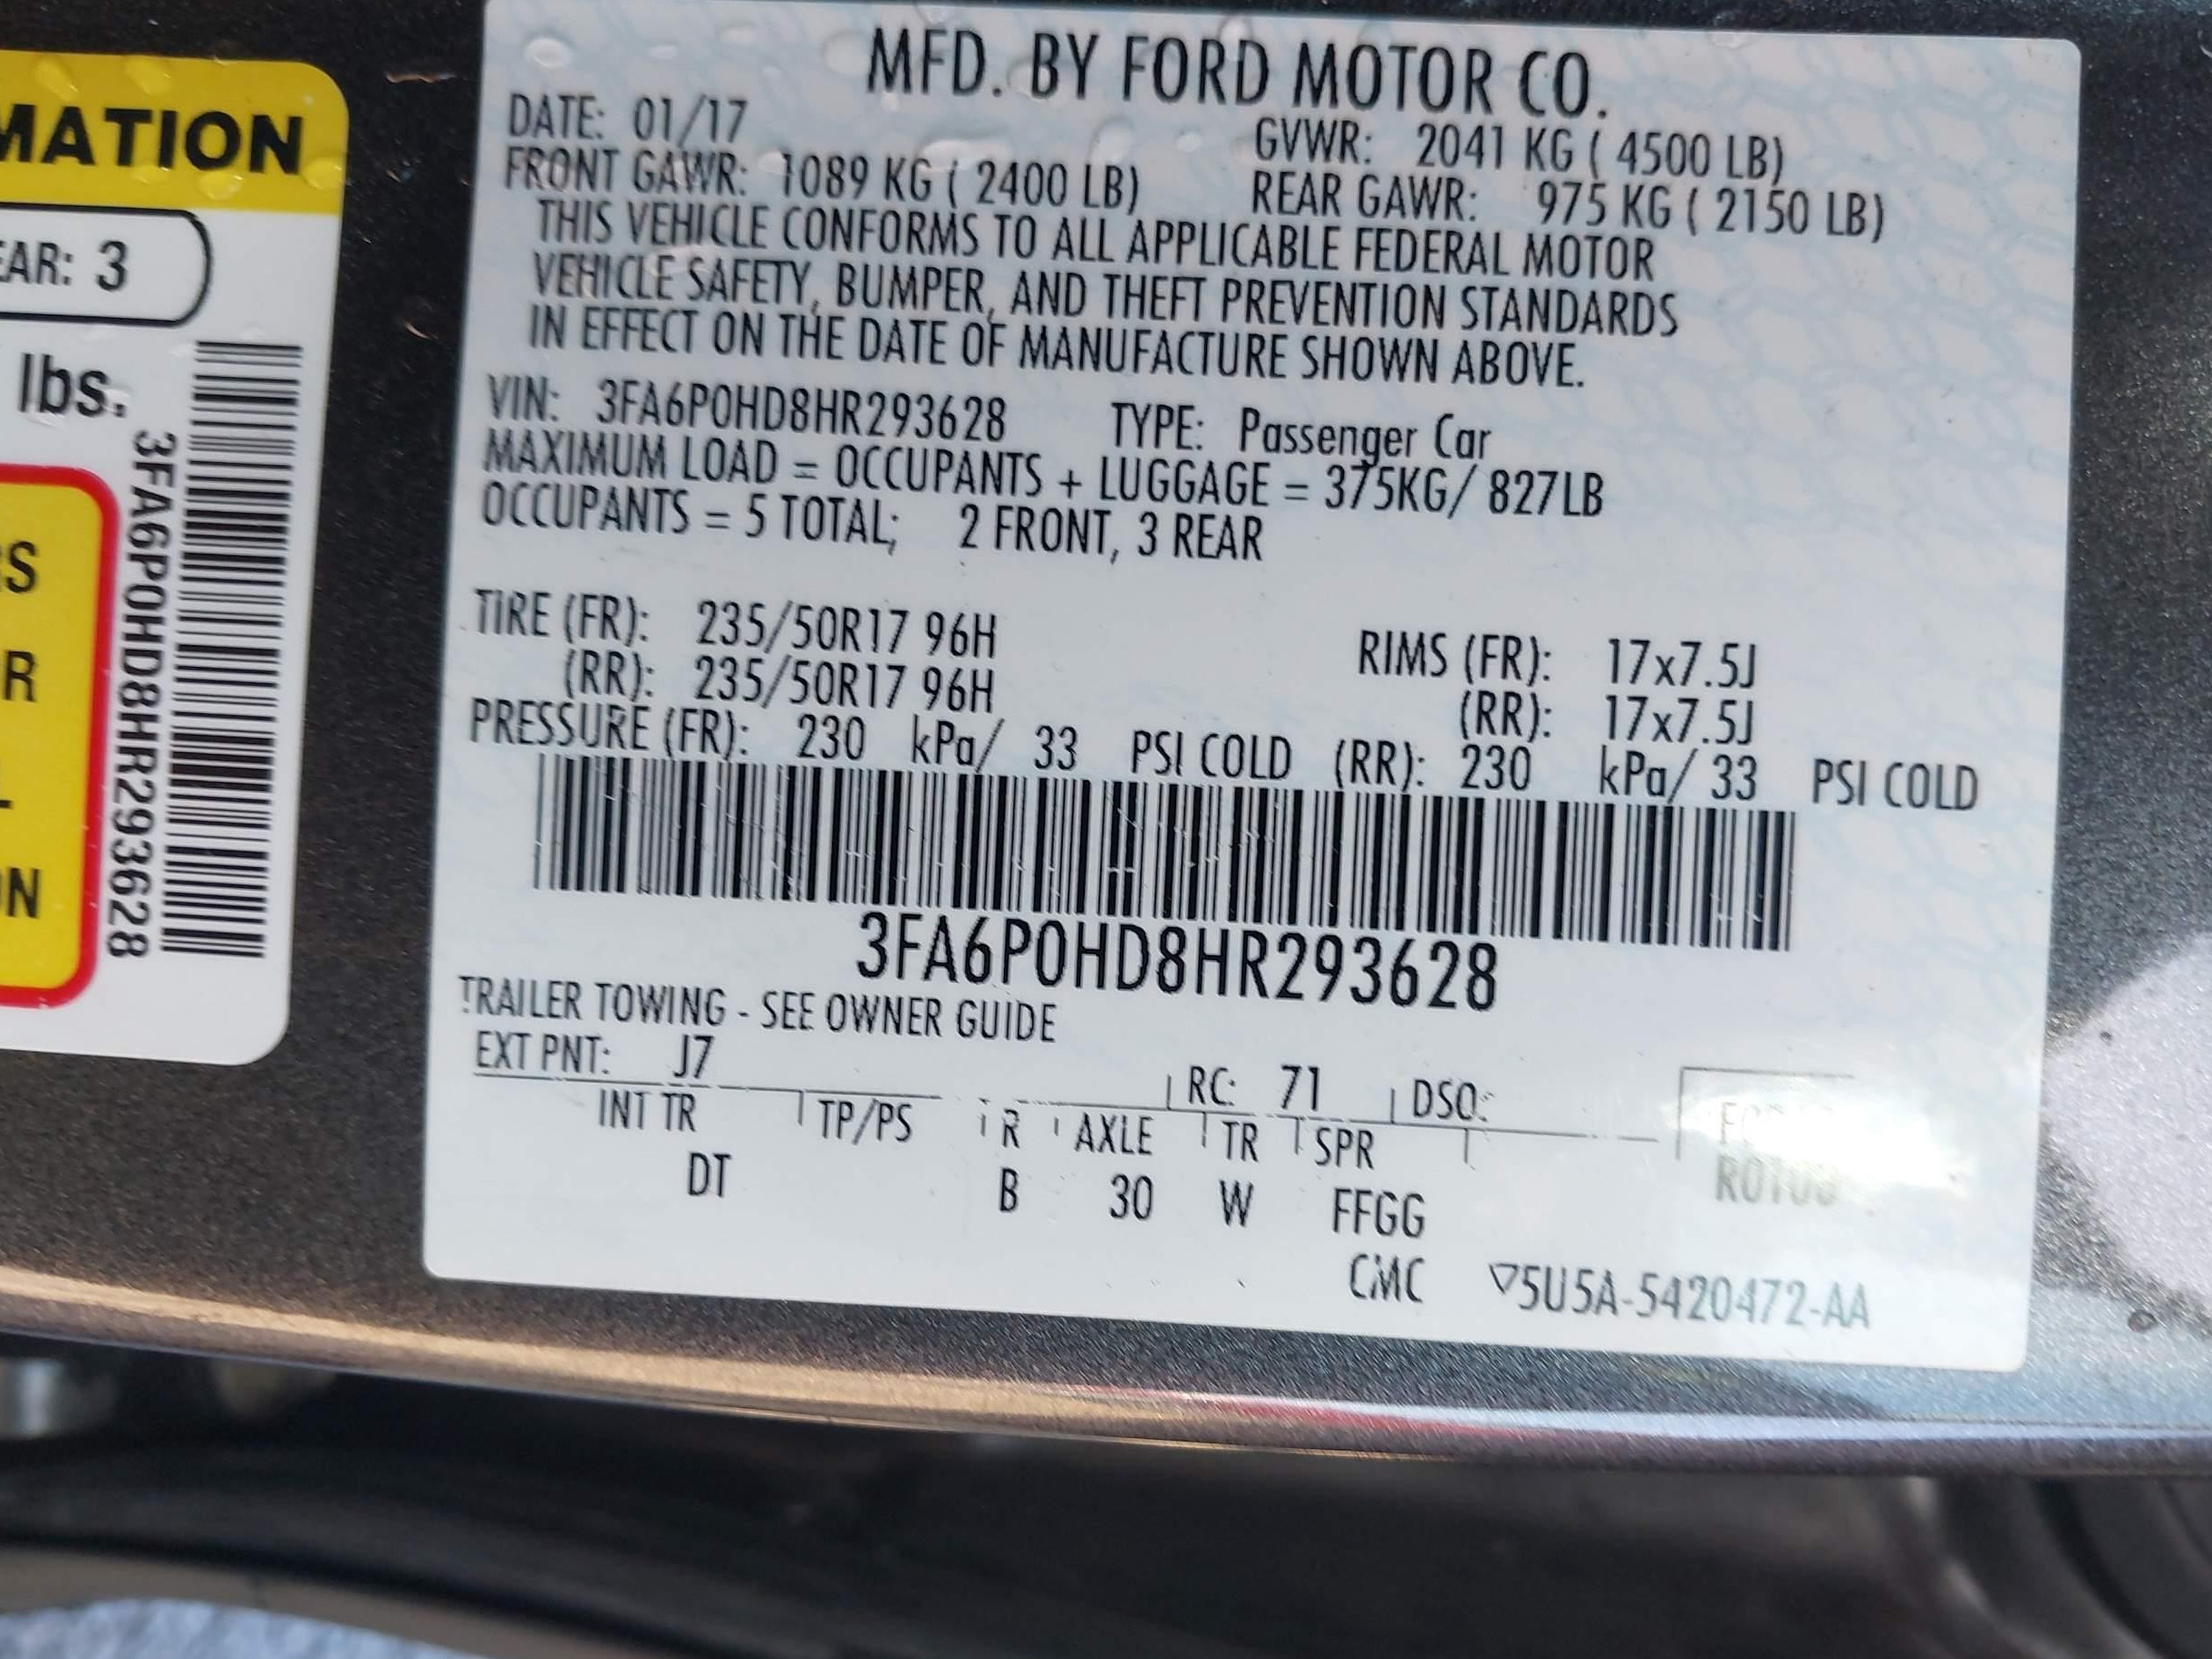 MATION
EAR: 3
lbs.
3FA6P0HD8HR293628
RS
R
L
ON
MFD. BY FORD MOTOR CO.
DATE: 01/17 GVWR: 2041 KG ( 4500 LB)
FRONT GAWR: 1089 KG ( 2400 LB) REAR GAWR: 975 KG ( 2150 LB)
THIS VEHICLE CONFORMS TO ALL APPLICABLE FEDERAL MOTOR
VEHICLE SAFETY, BUMPER, AND THEFT PREVENTION STANDARDS
IN EFFECT ON THE DATE OF MANUFACTURE SHOWN ABOVE.
VIN: 3FA6P0HD8HR293628 TYPE: Passenger Car
MAXIMUM LOAD = OCCUPANTS + LUGGAGE = 375KG/ 827LB
OCCUPANTS = 5 TOTAL; 2 FRONT, 3 REAR
TIRE (FR): 235/50R17 96H RIMS (FR): 17x7.5J
(RR): 235/50R17 96H (RR): 17x7.5J
PRESSURE (FR): 230 kPa/ 33 PSI COLD (RR): 230 kPa/ 33 PSI COLD
3FA6P0HD8HR293628
TRAILER TOWING - SEE OWNER GUIDE
EXT PNT: J7 RC: 71 DSO:
INT TR TP/PS R AXLE TR SPR
DT B 30 W FFGG
CMC ▽5U5A-5420472-AA